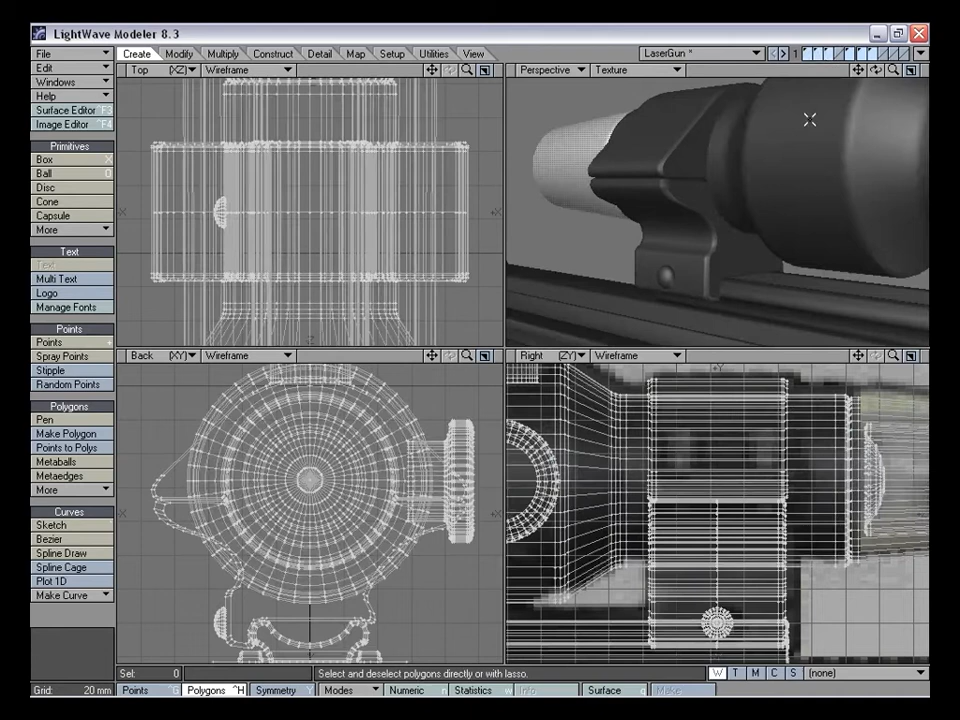 LightWave Modeler 8.3
File
Create Modify Multiply Construct Detail Map Setup Utilities View
LaserGun *
1
Edit
Windows
Help
Surface Editor F3
Image Editor ^F4
Primitives
Box X
Ball O
Disc
Cone
Capsule
More
Text
Text
Multi Text
Logo
Manage Fonts
Points
Points +
Spray Points
Stipple
Random Points
Polygons
Pen
Make Polygon
Points to Polys
Metaballs
Metaedges
More
Curves
Sketch
Bezier
Spline Draw
Spline Cage
Plot 1D
Make Curve
Top (XZ) Wireframe
Perspective Texture
Back (XY) Wireframe
Right (ZY) Wireframe
Sel: 0
Select and deselect polygons directly or with lasso.
W T M C S (none)
Grid: 20 mm
Points ^G Polygons ^H Symmetry Y Modes Numeric n Statistics w Info i Surface q Make